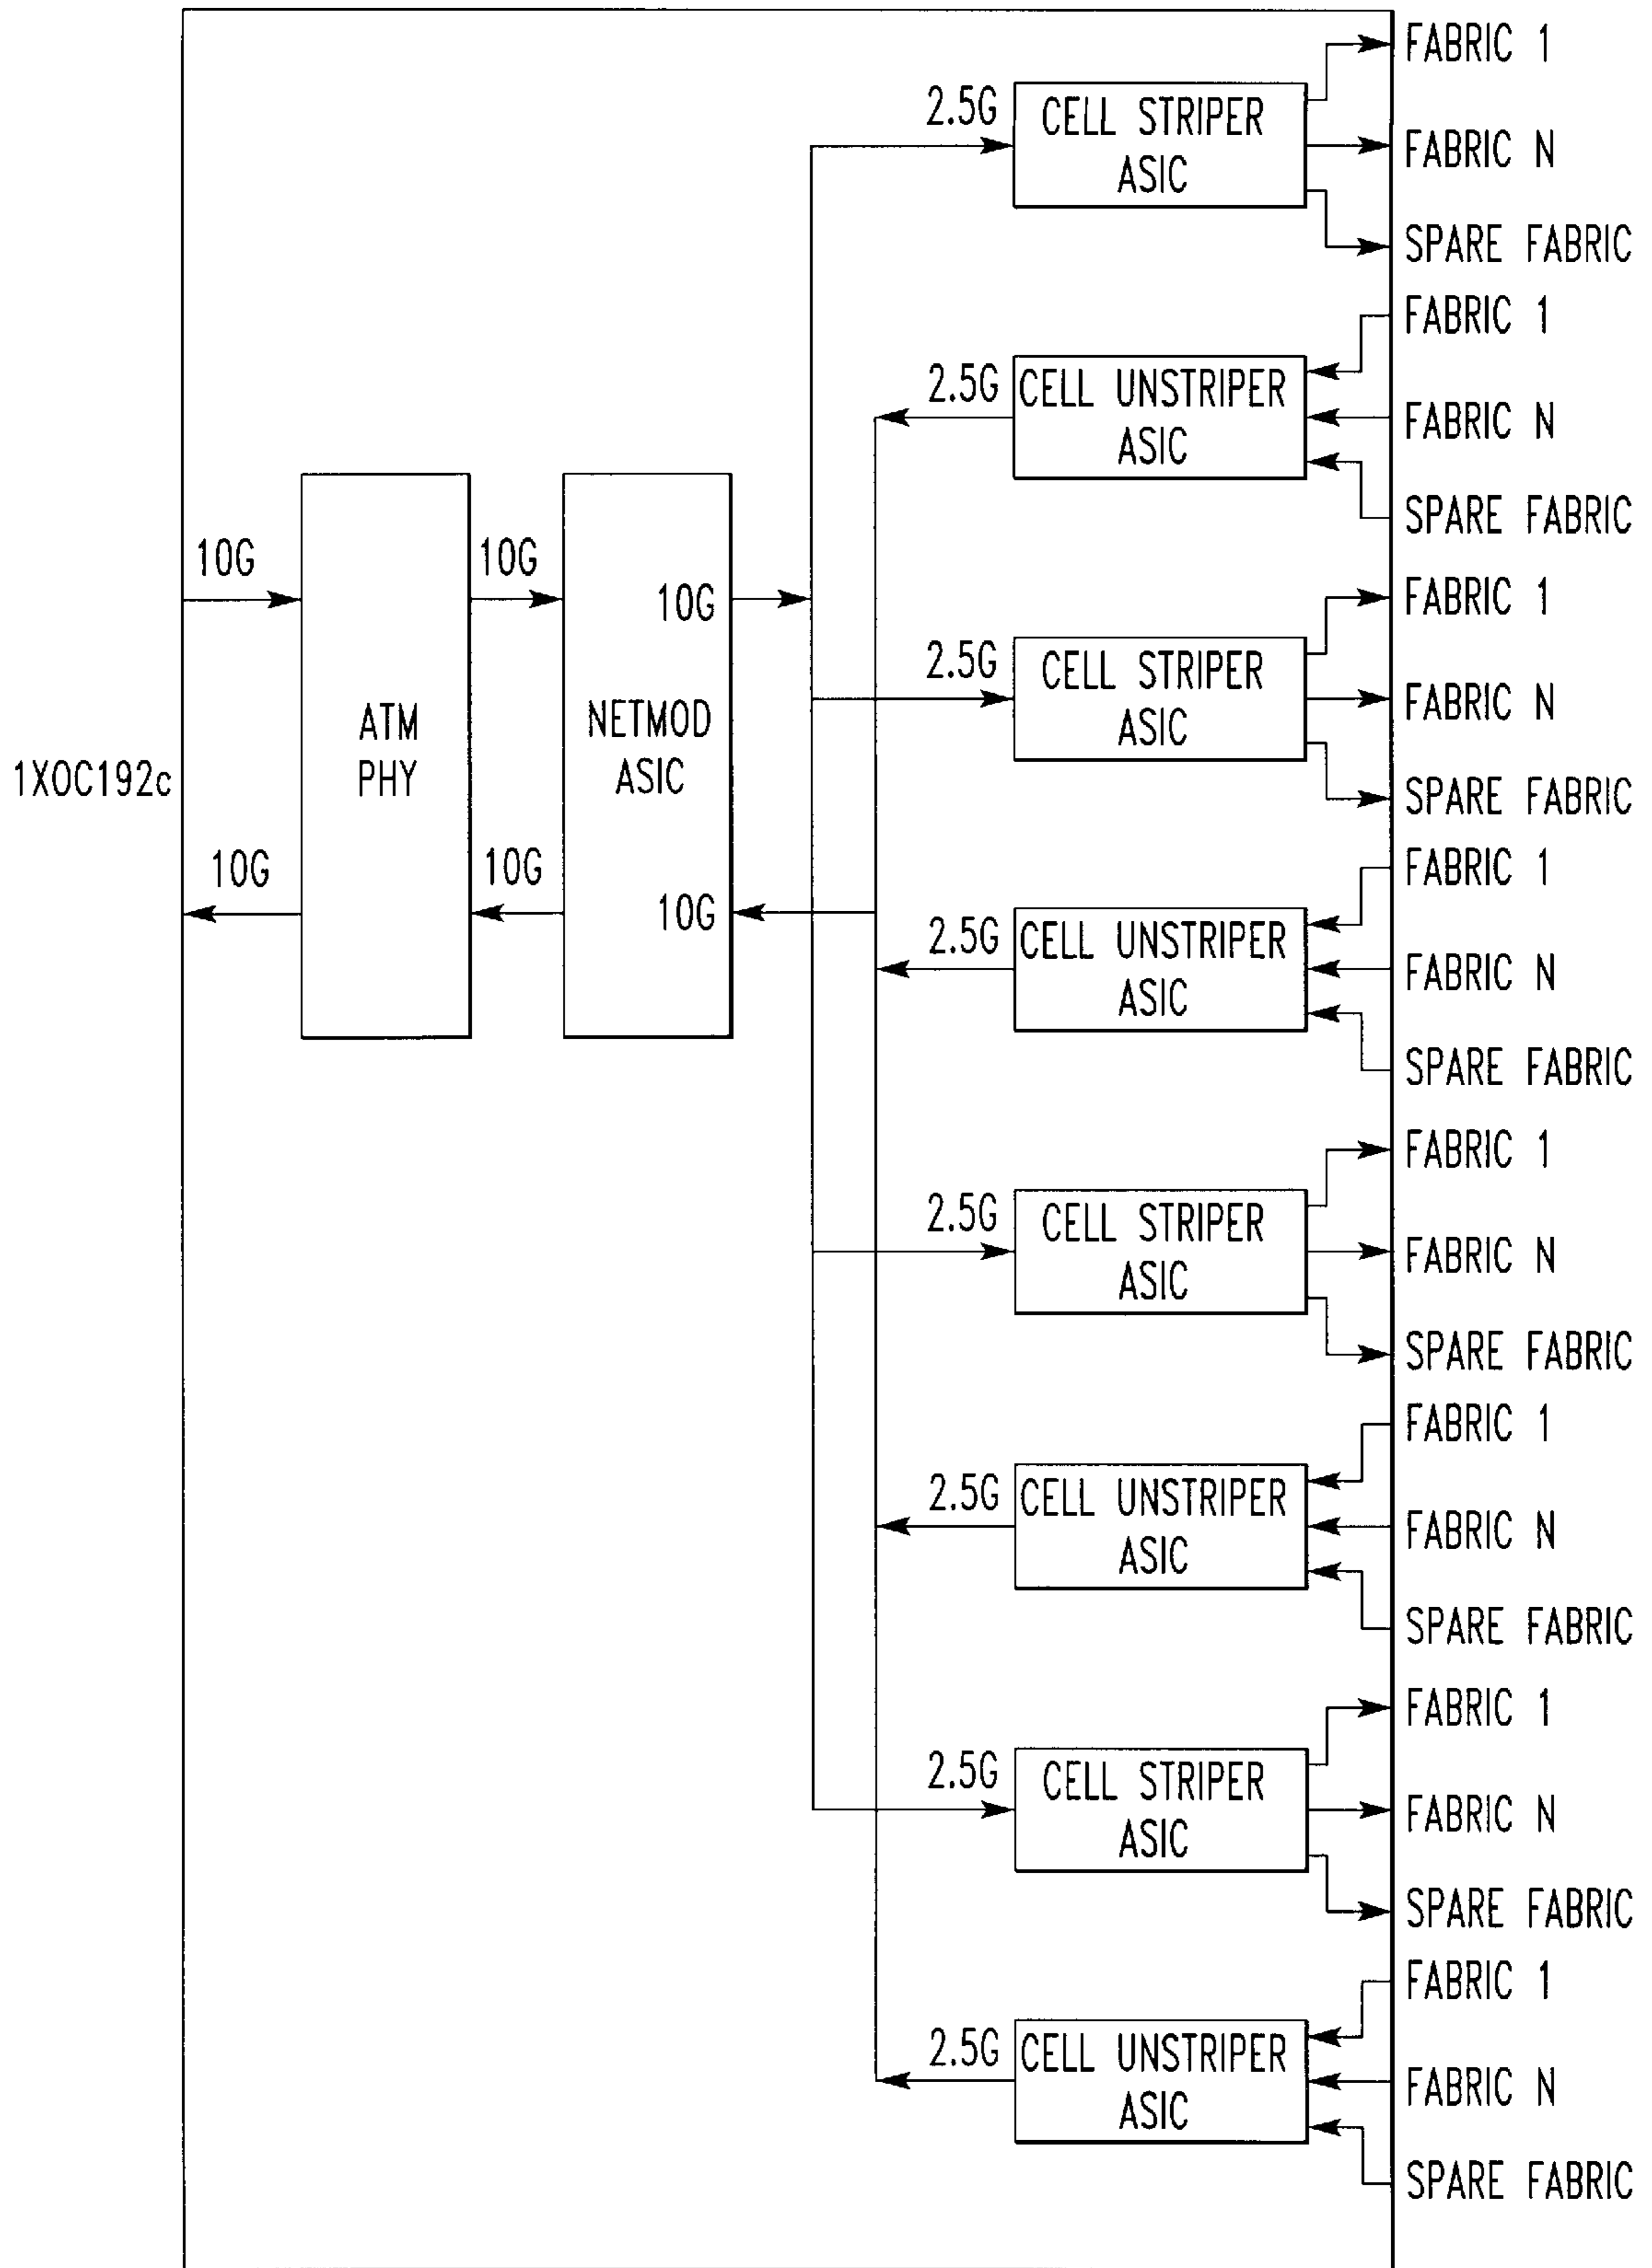 FABRIC 1
2.5G
CELL STRIPER
ASIC
FABRIC N
SPARE FABRIC
FABRIC 1
2.5G
CELL UNSTRIPER
ASIC
FABRIC N
SPARE FABRIC
10G
10G
10G
FABRIC 1
2.5G
CELL STRIPER
ASIC
FABRIC N
SPARE FABRIC
1XOC192c
ATM
PHY
NETMOD
ASIC
10G
10G
10G
FABRIC 1
2.5G
CELL UNSTRIPER
ASIC
FABRIC N
SPARE FABRIC
FABRIC 1
2.5G
CELL STRIPER
ASIC
FABRIC N
SPARE FABRIC
FABRIC 1
2.5G
CELL UNSTRIPER
ASIC
FABRIC N
SPARE FABRIC
FABRIC 1
2.5G
CELL STRIPER
ASIC
FABRIC N
SPARE FABRIC
FABRIC 1
2.5G
CELL UNSTRIPER
ASIC
FABRIC N
SPARE FABRIC